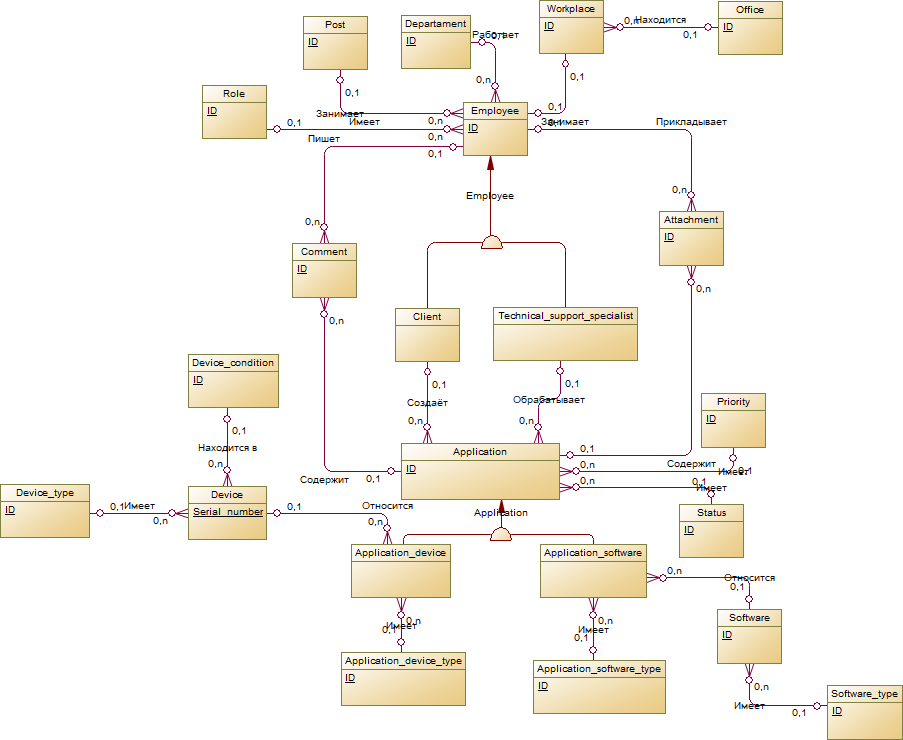 Post
ID
0,1
Departament
ID
Работает
0,1
0,n
Workplace
ID
0,n
Находится
0,1
Office
ID
0,1
0,1
Role
ID
0,1
Занимает
Имеет
0,n
0,n
Employee
ID
Занимает
0,1
Прикладывает
0,n
Пишет
0,1
0,n
Employee
Attachment
ID
0,n
Comment
ID
0,n
Client
Technical_support_specialist
0,1
0,1
Создаёт
Обрабатывает
0,n
0,n
Device_condition
ID
0,1
Находится в
0,n
Priority
ID
0,1
Application
ID
0,1
0,n
Содержит
Имеет
0,n
0,1
Имеет
Содержит
0,1
Status
ID
Device_type
ID
0,1
Имеет
0,n
Device
Serial_number
0,1
Относится
0,n
Application
Application_device
Application_software
0,n
Относится
0,1
0,n
Имеет
0,1
0,n
Имеет
0,1
Software
ID
0,n
Имеет
0,1
Application_device_type
ID
Application_software_type
ID
Software_type
ID